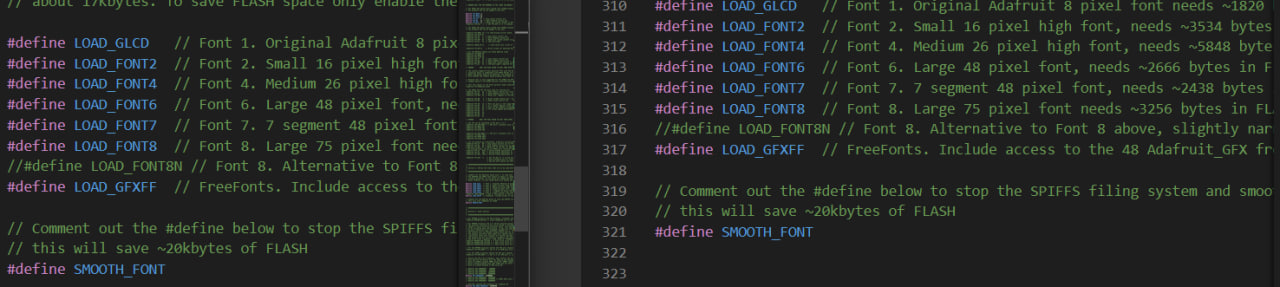 // about 17kbytes. To save FLASH space only enable the
#define LOAD_GLCD // Font 1. Original Adafruit 8 pix
#define LOAD_FONT2 // Font 2. Small 16 pixel high fon
#define LOAD_FONT4 // Font 4. Medium 26 pixel high fo
#define LOAD_FONT6 // Font 6. Large 48 pixel font, ne
#define LOAD_FONT7 // Font 7. 7 segment 48 pixel font
#define LOAD_FONT8 // Font 8. Large 75 pixel font nee
//#define LOAD_FONT8N // Font 8. Alternative to Font 8
#define LOAD_GFXFF // FreeFonts. Include access to the
// Comment out the #define below to stop the SPIFFS fi
// this will save ~20kbytes of FLASH
#define SMOOTH_FONT
310 #define LOAD_GLCD // Font 1. Original Adafruit 8 pixel font needs ~1820
311 #define LOAD_FONT2 // Font 2. Small 16 pixel high font, needs ~3534 bytes
312 #define LOAD_FONT4 // Font 4. Medium 26 pixel high font, needs ~5848 byte
313 #define LOAD_FONT6 // Font 6. Large 48 pixel font, needs ~2666 bytes in F
314 #define LOAD_FONT7 // Font 7. 7 segment 48 pixel font, needs ~2438 bytes
315 #define LOAD_FONT8 // Font 8. Large 75 pixel font needs ~3256 bytes in FL
316 //#define LOAD_FONT8N // Font 8. Alternative to Font 8 above, slightly nar
317 #define LOAD_GFXFF // FreeFonts. Include access to the 48 Adafruit_GFX fr
318
319 // Comment out the #define below to stop the SPIFFS filing system and smoo
320 // this will save ~20kbytes of FLASH
321 #define SMOOTH_FONT
322
323